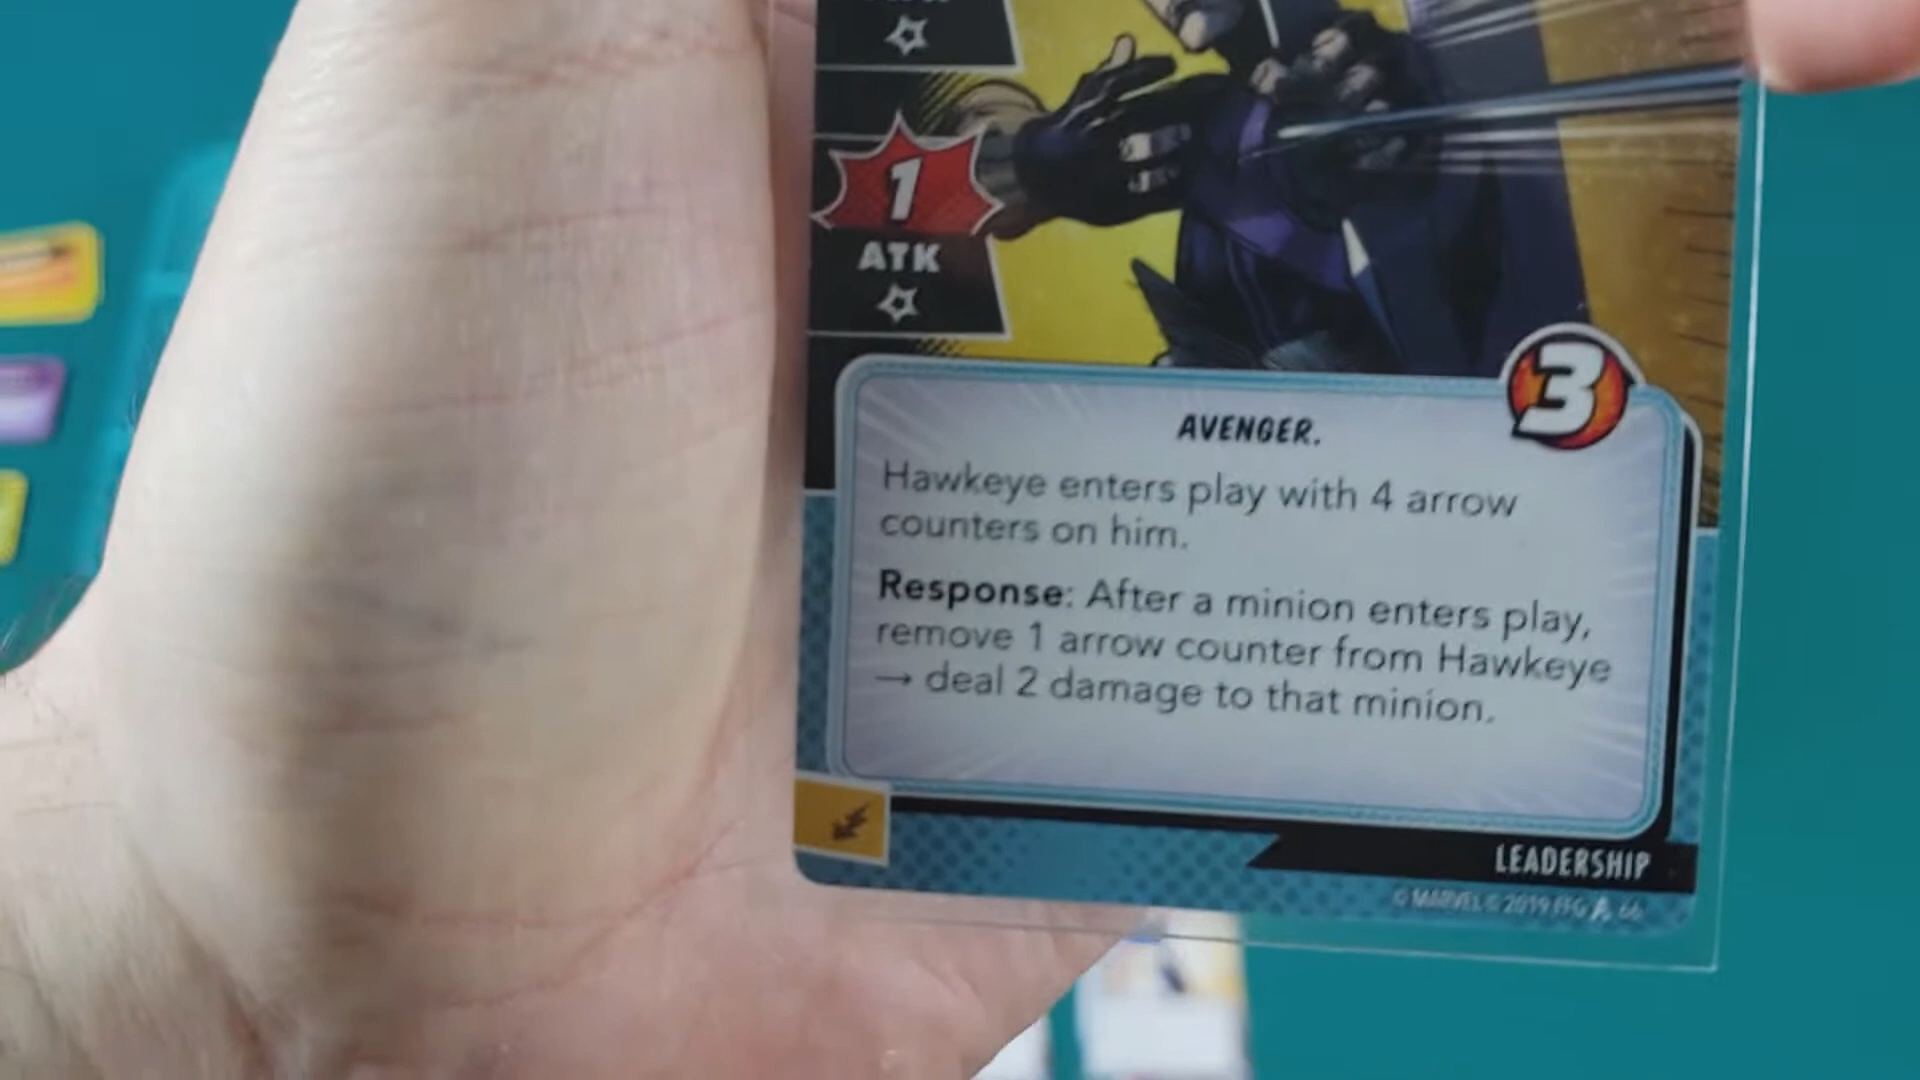 1
ATK
3
AVENGER.
Hawkeye enters play with 4 arrow
counters on him.
Response: After a minion enters play,
remove 1 arrow counter from Hawkeye
→ deal 2 damage to that minion.
LEADERSHIP
© MARVEL © 2019 FFG 66